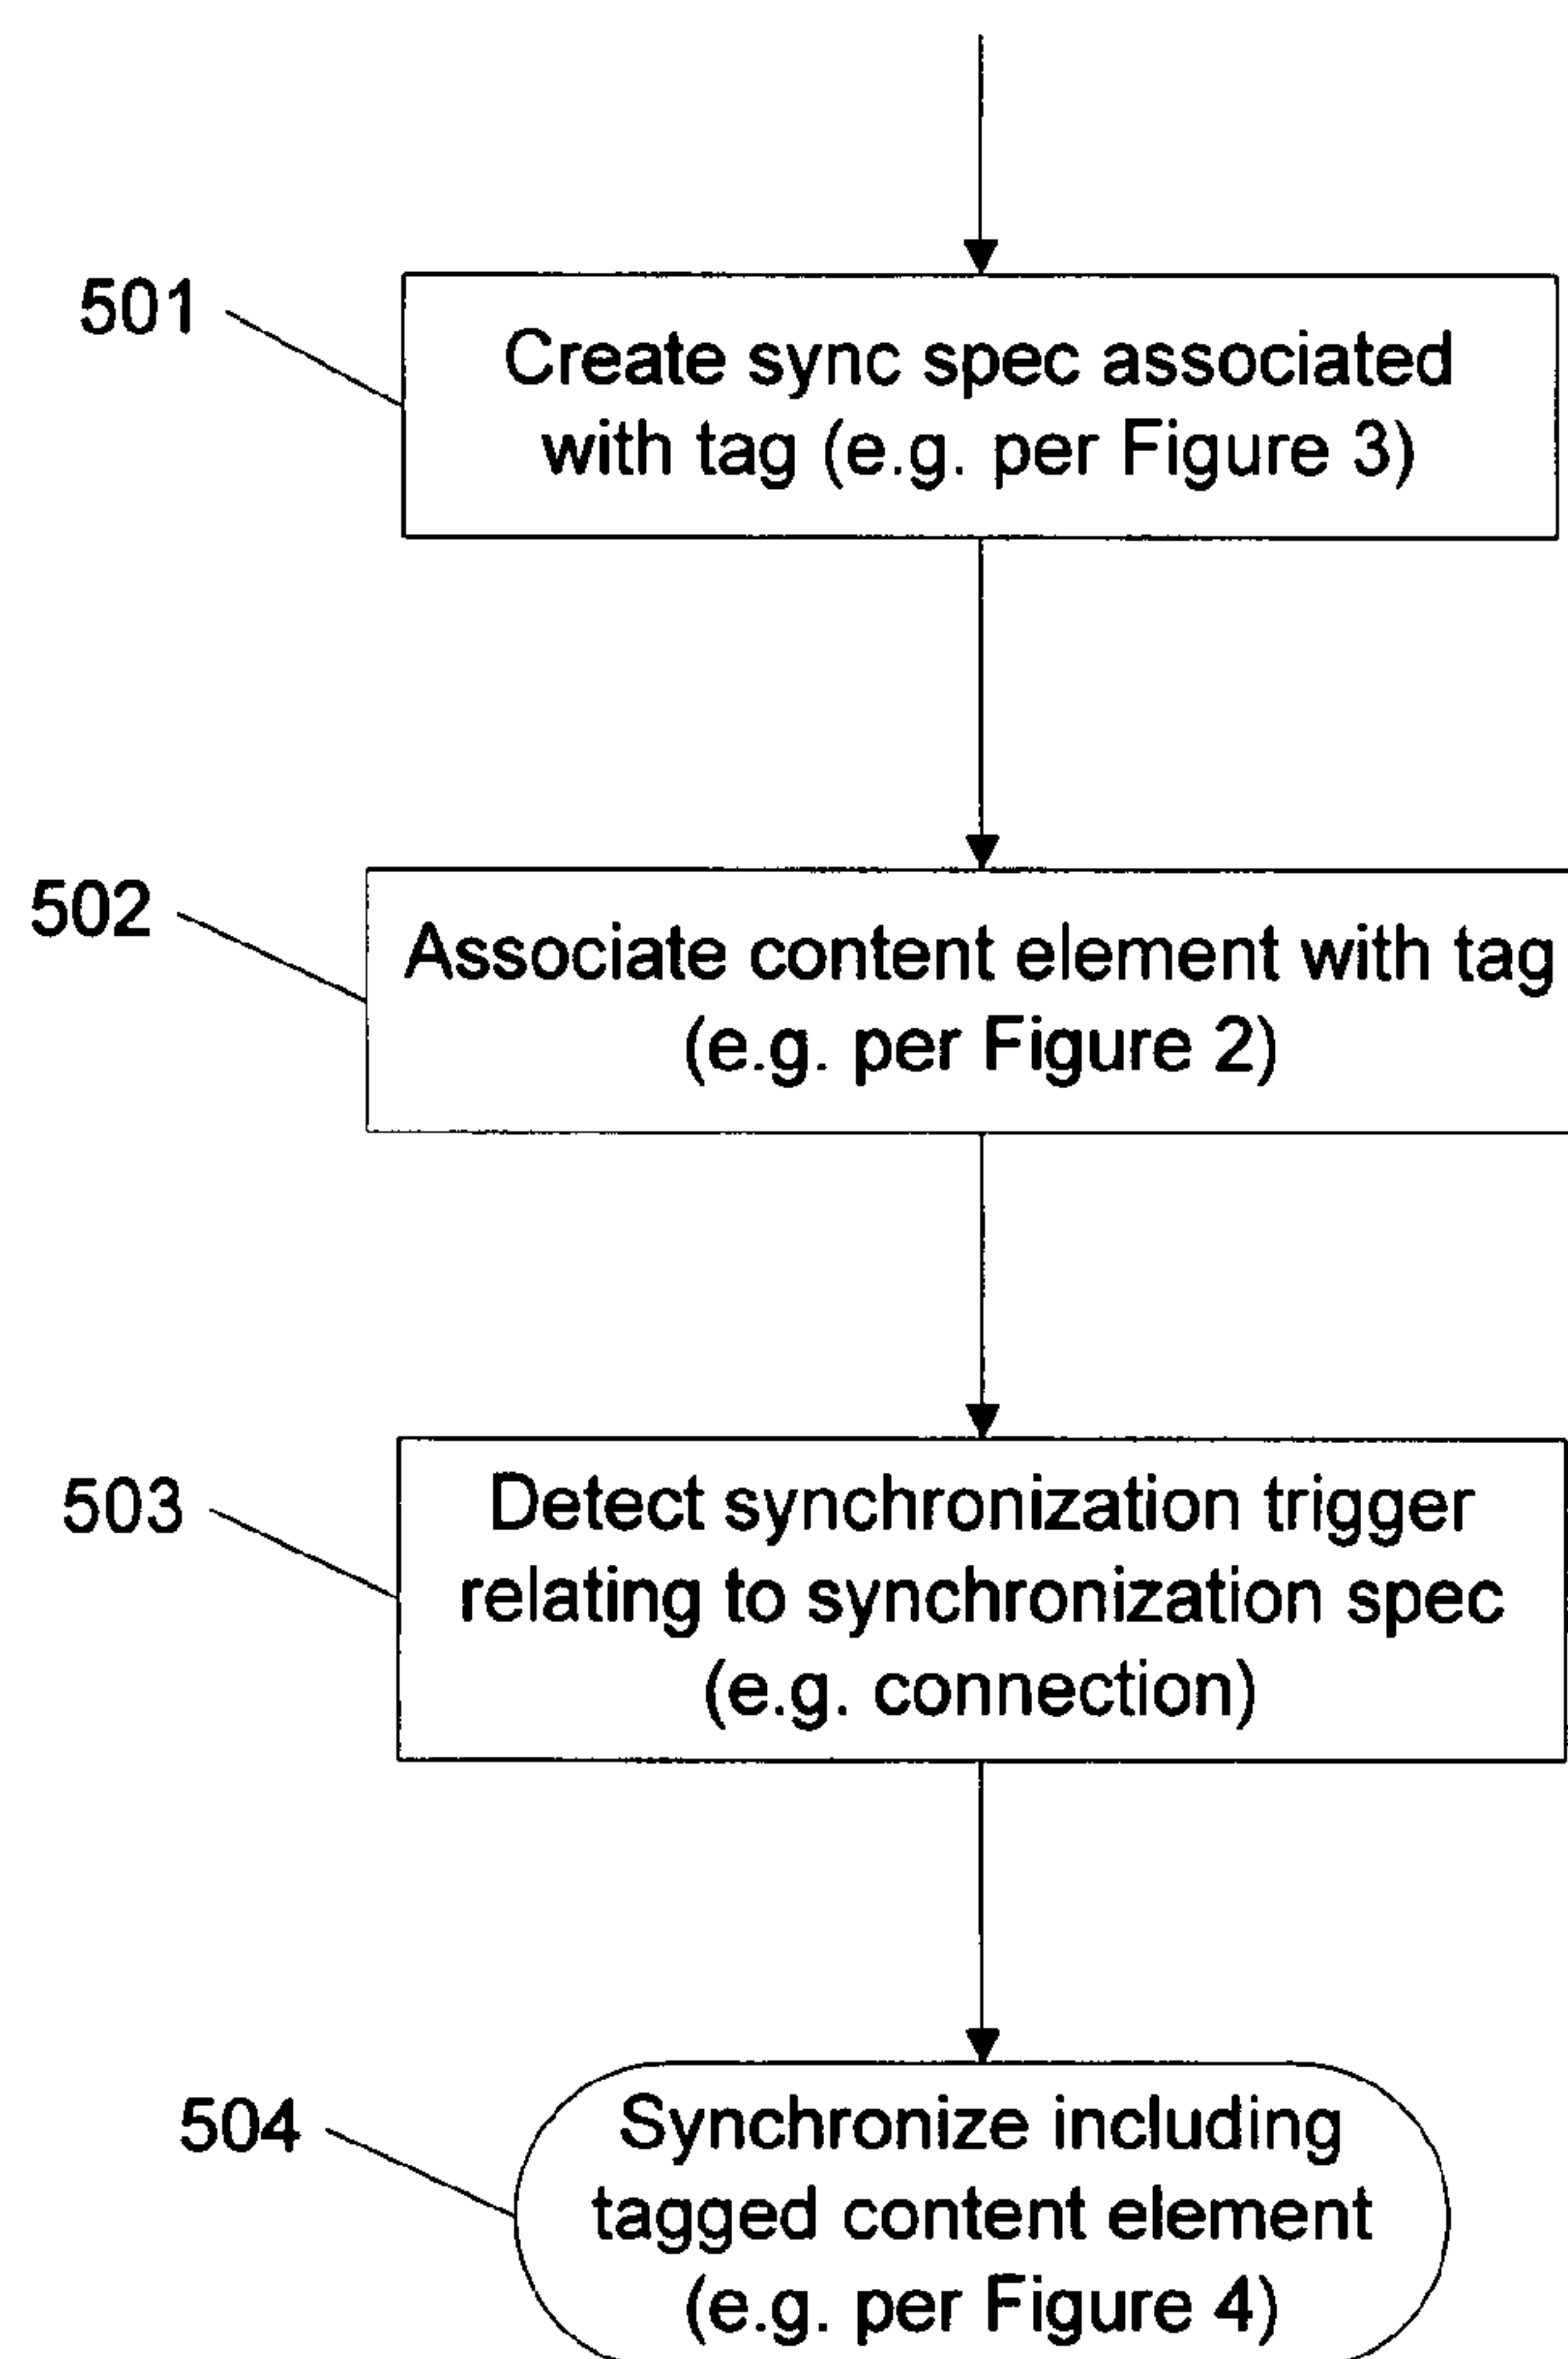 501
Create sync spec associated
with tag (e.g. per Figure 3)
502
Associate content element with tag
(e.g. per Figure 2)
503
Detect synchronization trigger
relating to synchronization spec
(e.g. connection)
504
Synchronize including
tagged content element
(e.g. per Figure 4)